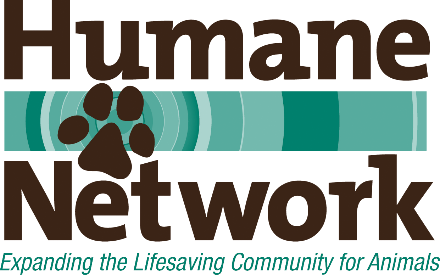 Humane
Network
Expanding the Lifesaving Community for Animals